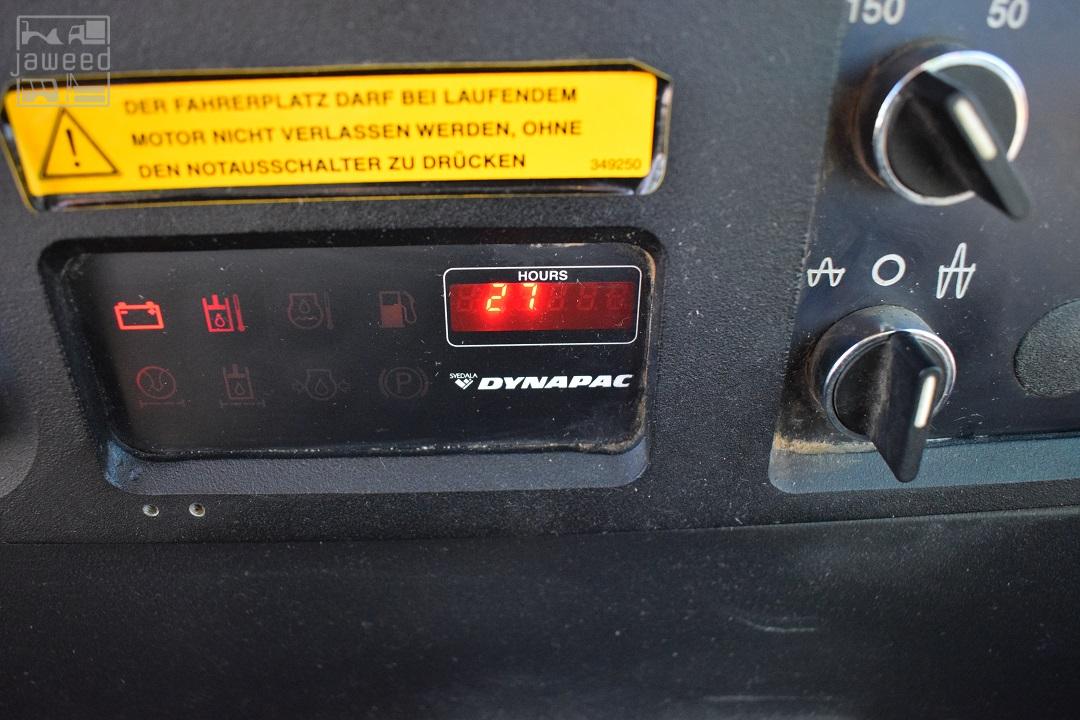 jaweed
150 50
DER FAHRERPLATZ DARF BEI LAUFENDEM
MOTOR NICHT VERLASSEN WERDEN, OHNE
DEN NOTAUSSCHALTER ZU DRÜCKEN
349250
HOURS
27
SVEDALA
DYNAPAC
P